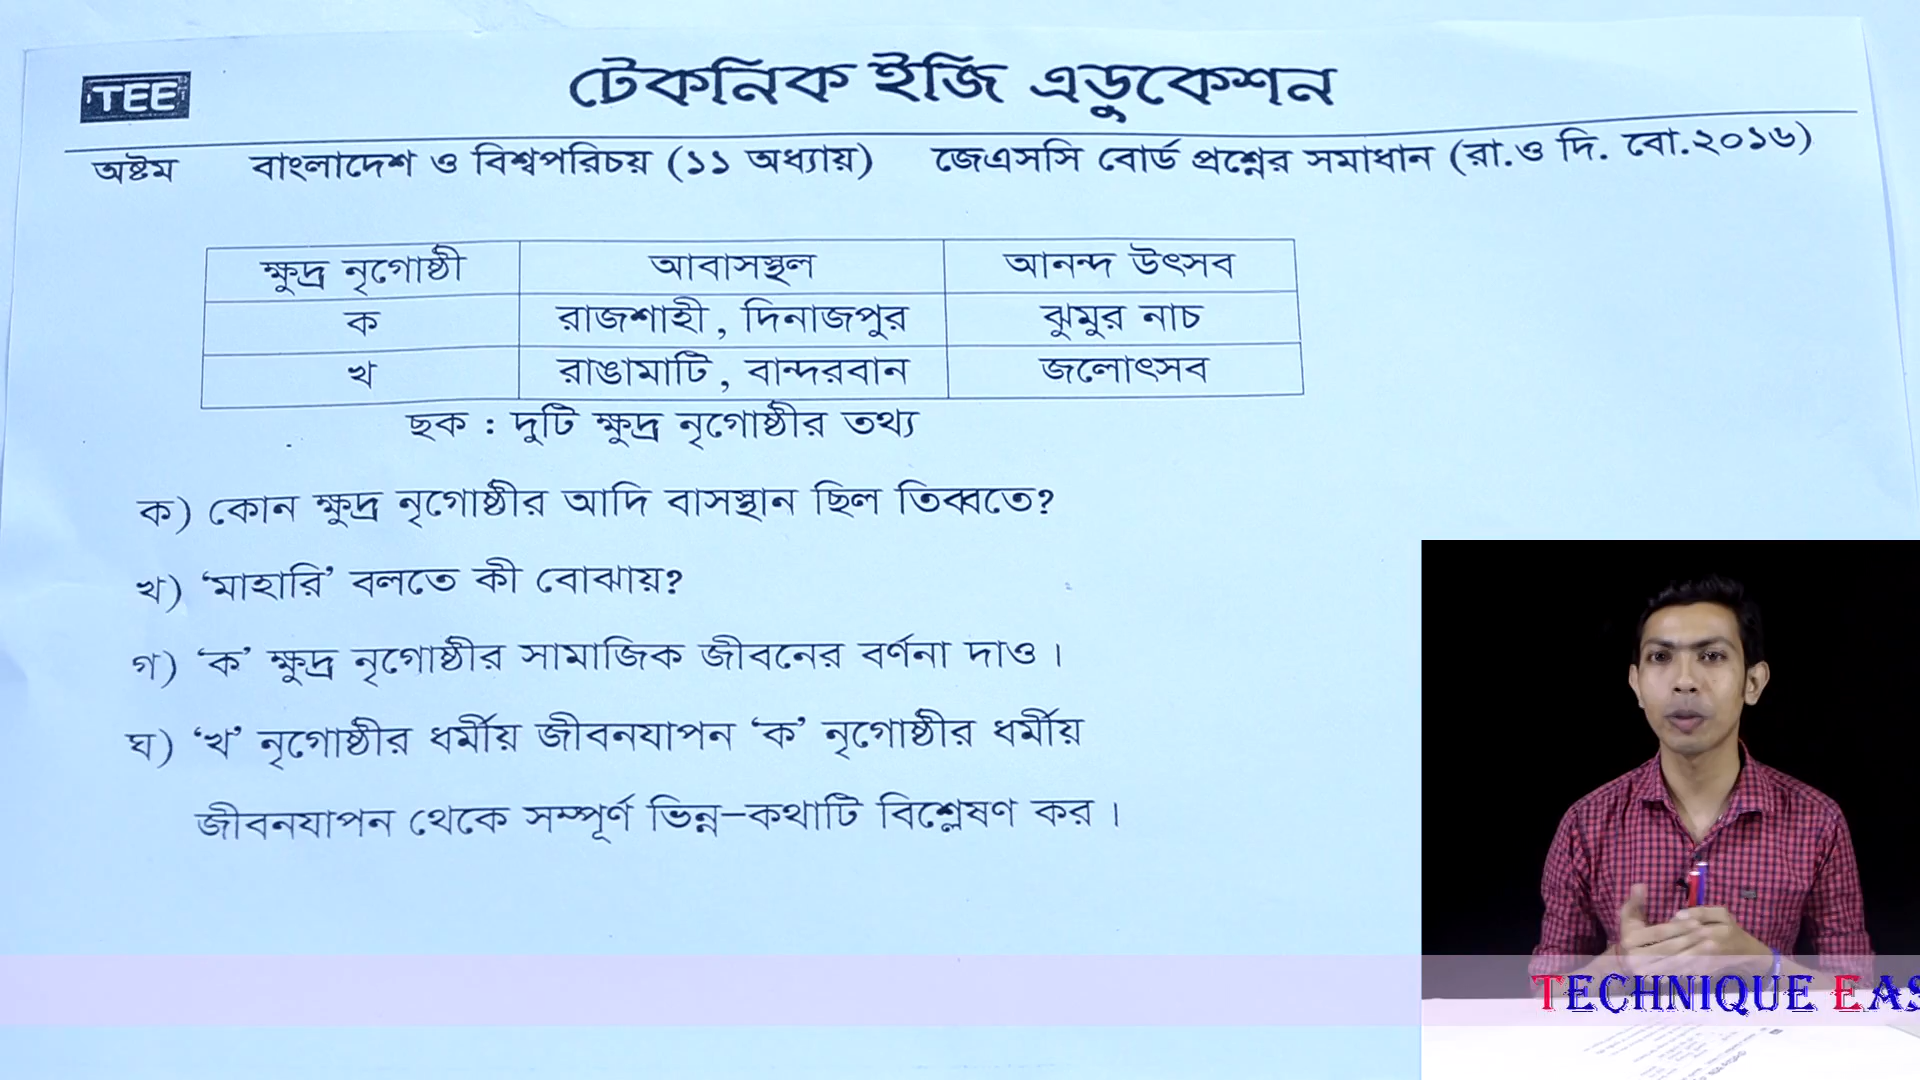 TEE
টেকনিক ইজি এডুকেশন
অষ্টম বাংলাদেশ ও বিশ্বপরিচয় (১১ অধ্যায়) জেএসসি বোর্ড প্রশ্নের সমাধান (রা.ও দি. বো.২০১৬)
ক্ষুদ্র নৃগোষ্ঠী আবাসস্থল আনন্দ উৎসব
ক রাজশাহী, দিনাজপুর ঝুমুর নাচ
খ রাঙামাটি, বান্দরবান জলোৎসব
ছক : দুটি ক্ষুদ্র নৃগোষ্ঠীর তথ্য
ক) কোন ক্ষুদ্র নৃগোষ্ঠীর আদি বাসস্থান ছিল তিব্বতে?
খ) ‘মাহারি’ বলতে কী বোঝায়?
গ) ‘ক’ ক্ষুদ্র নৃগোষ্ঠীর সামাজিক জীবনের বর্ণনা দাও।
ঘ) ‘খ’ নৃগোষ্ঠীর ধর্মীয় জীবনযাপন ‘ক’ নৃগোষ্ঠীর ধর্মীয়
জীবনযাপন থেকে সম্পূর্ণ ভিন্ন–কথাটি বিশ্লেষণ কর।
TECHNIQUE EAS